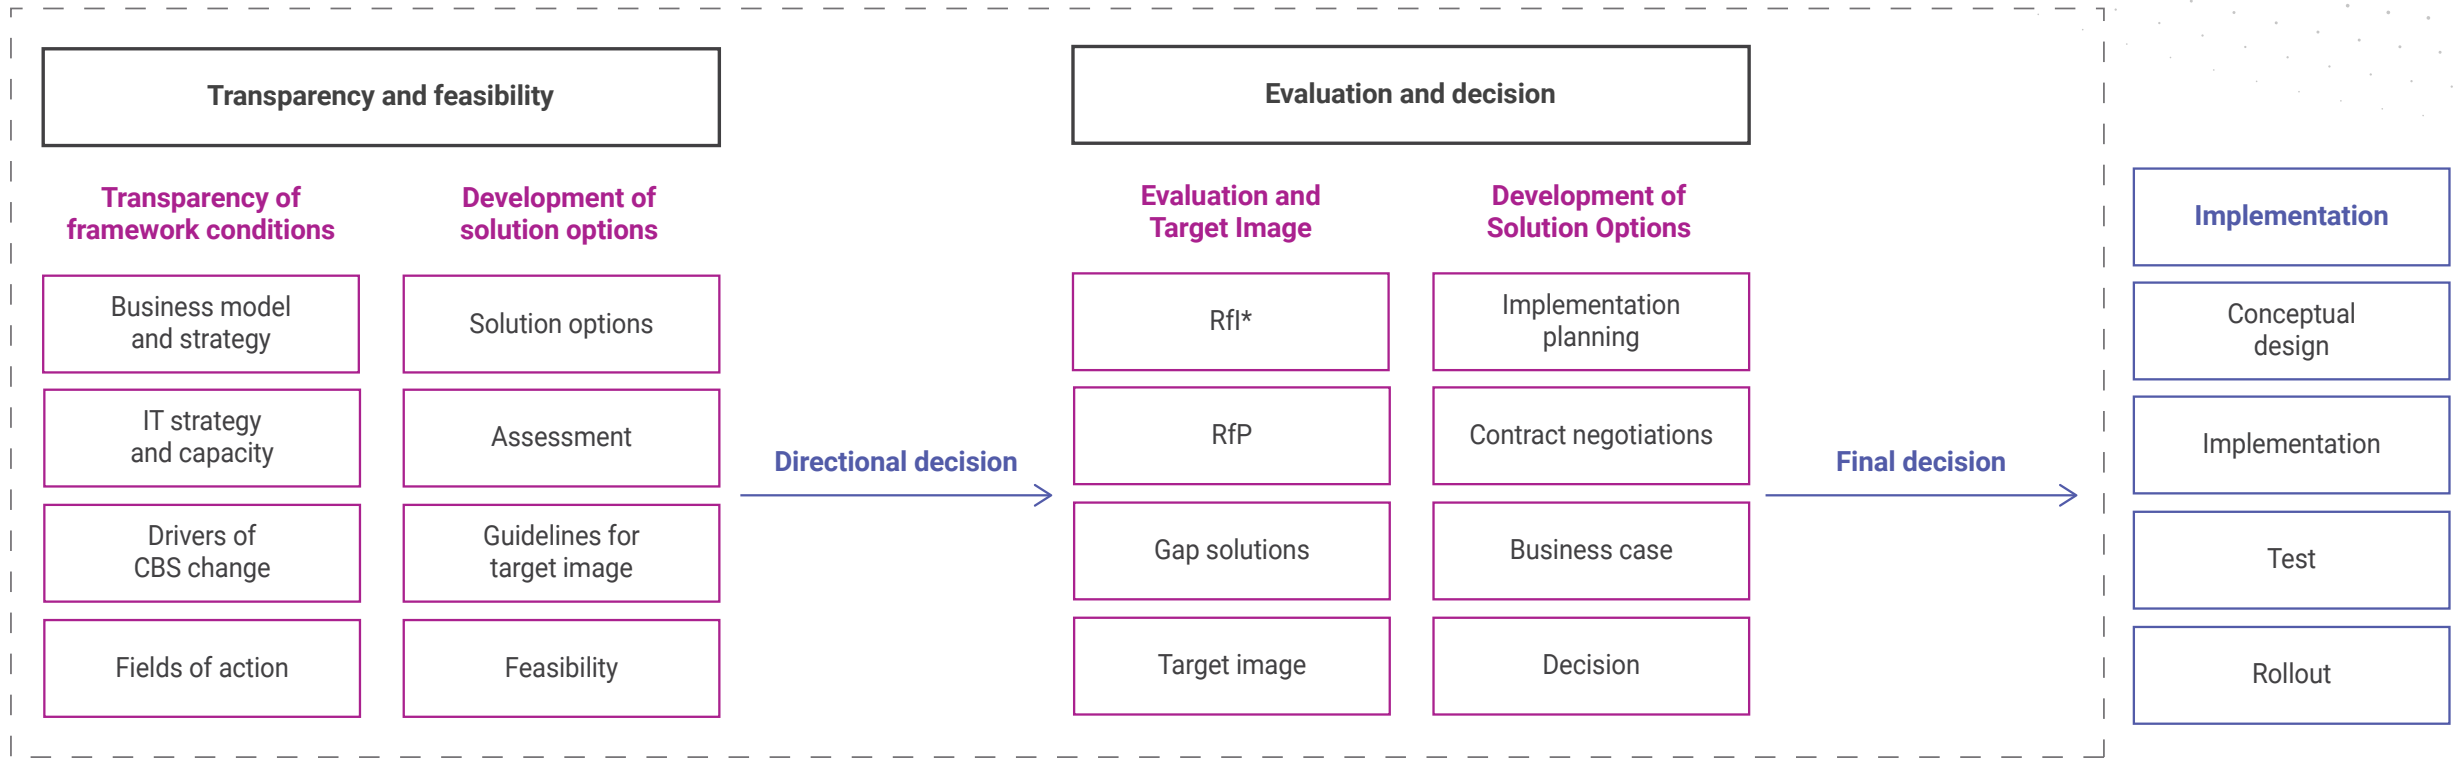 Transparency and feasibility
Transparency of
framework conditions
Business model
and strategy
IT strategy
and capacity
Drivers of
CBS change
Fields of action
Development of
solution options
Solution options
Assessment
Guidelines for
target image
Feasibility
Directional decision
Evaluation and decision
Evaluation and
Target Image
RfI*
RfP
Gap solutions
Target image
Development of
Solution Options
Implementation
planning
Contract negotiations
Business case
Decision
Final decision
Implementation
Conceptual
design
Implementation
Test
Rollout